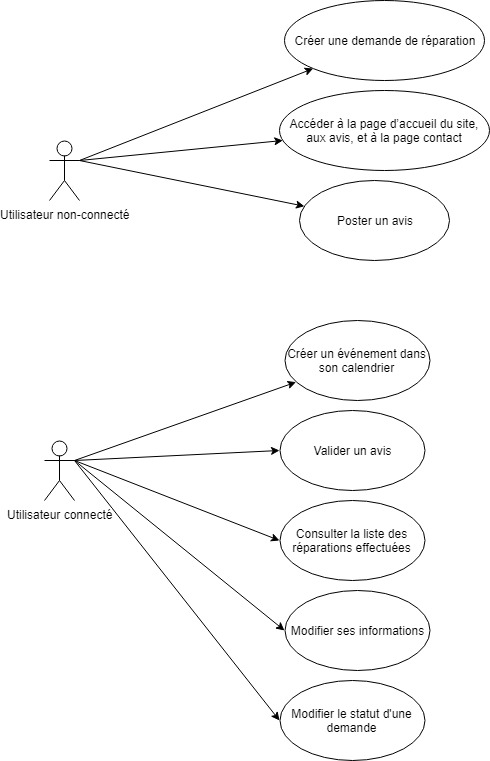 Créer une demande de réparation
Accéder à la page d'accueil du site,
aux avis, et à la page contact
Utilisateur non-connecté
Poster un avis
Créer un événement dans
son calendrier
Valider un avis
Utilisateur connecté
Consulter la liste des
réparations effectuées
Modifier ses informations
Modifier le statut d'une
demande